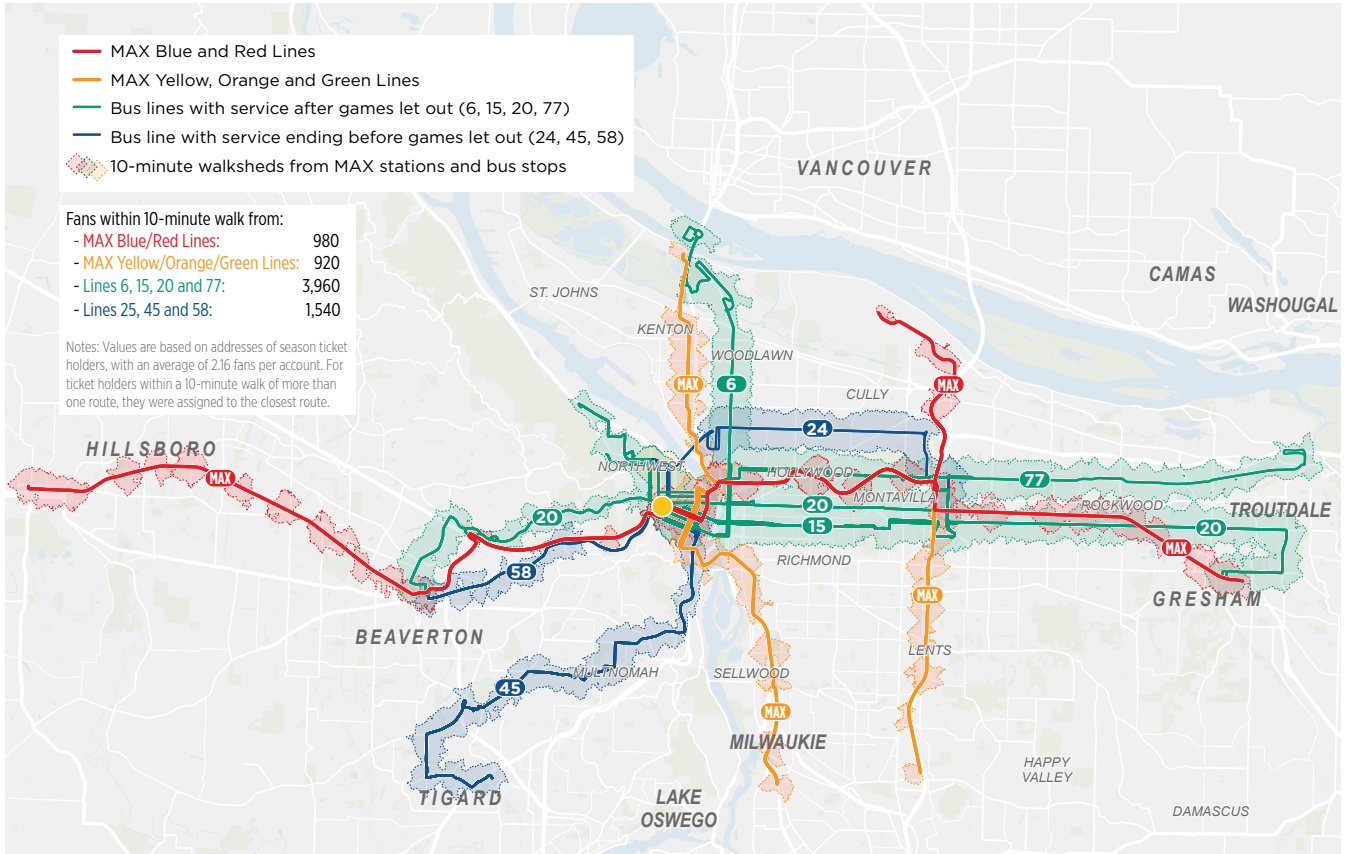 MAX Blue and Red Lines
MAX Yellow, Orange and Green Lines
Bus lines with service after games let out (6, 15, 20, 77)
Bus line with service ending before games let out (24, 45, 58)
10-minute walksheds from MAX stations and bus stops
Fans within 10-minute walk from:
- MAX Blue/Red Lines: 980
- MAX Yellow/Orange/Green Lines: 920
- Lines 6, 15, 20 and 77: 3,960
- Lines 25, 45 and 58: 1,540
Notes: Values are based on addresses of season ticket
holders, with an average of 2.16 fans per account. For
ticket holders within a 10-minute walk of more than
one route, they were assigned to the closest route.
VANCOUVER
CAMAS
WASHOUGAL
ST. JOHNS
KENTON
WOODLAWN
MAX
6
MAX
CULLY
24
HILLSBORO
MAX
NORTHWEST
HOLLYWOOD
77
MONTAVILLA
20
ROCKWOOD
TROUTDALE
20
15
20
RICHMOND
MAX
58
MAX
GRESHAM
BEAVERTON
LENTS
MULTNOMAH
SELLWOOD
45
MAX
MILWAUKIE
HAPPY
VALLEY
TIGARD
LAKE
OSWEGO
DAMASCUS